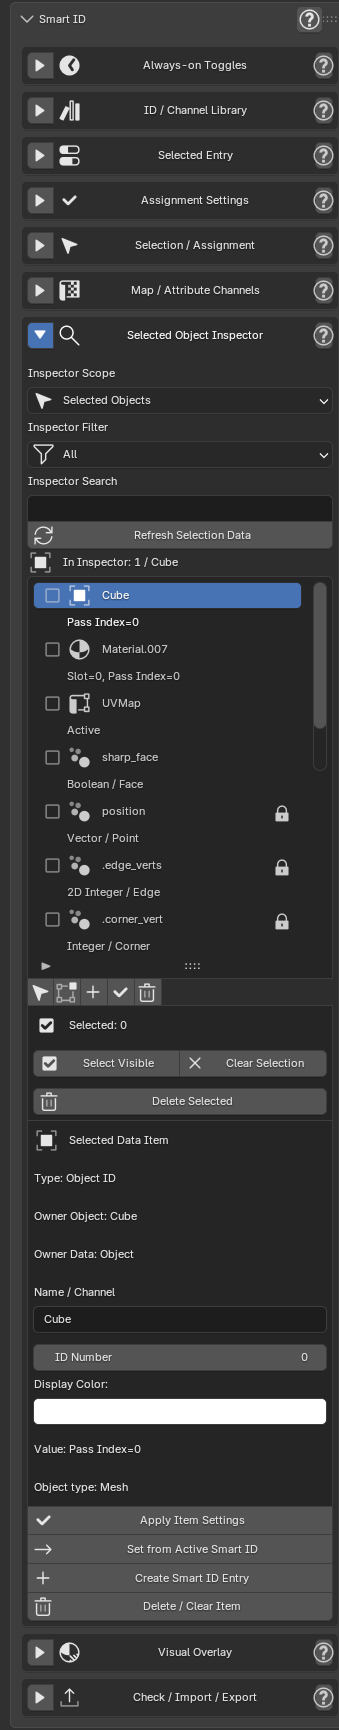 Smart ID
Always-on Toggles
ID / Channel Library
Selected Entry
Assignment Settings
Selection / Assignment
Map / Attribute Channels
Selected Object Inspector
Inspector Scope
Selected Objects
Inspector Filter
All
Inspector Search
Refresh Selection Data
In Inspector: 1 / Cube
Cube
Pass Index=0
Material.007
Slot=0, Pass Index=0
UVMap
Active
sharp_face
Boolean / Face
position
Vector / Point
.edge_verts
2D Integer / Edge
.corner_vert
Integer / Corner
Selected: 0
Select Visible Clear Selection
Delete Selected
Selected Data Item
Type: Object ID
Owner Object: Cube
Owner Data: Object
Name / Channel
Cube
ID Number 0
Display Color:
Value: Pass Index=0
Object type: Mesh
Apply Item Settings
Set from Active Smart ID
Create Smart ID Entry
Delete / Clear Item
Visual Overlay
Check / Import / Export